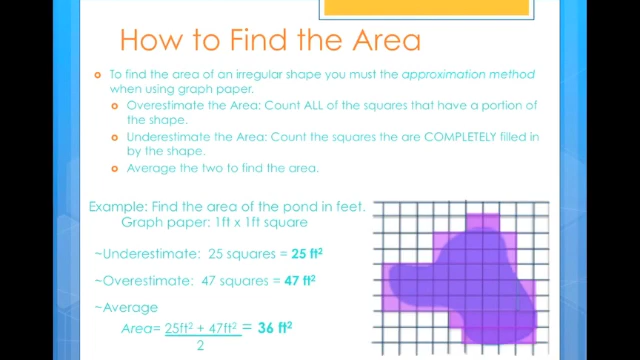 How to Find the Area
To find the area of an irregular shape you must the approximation method
when using graph paper.
Overestimate the Area: Count ALL of the squares that have a portion of
the shape.
Underestimate the Area: Count the squares the are COMPLETELY filled in
by the shape.
Average the two to find the area.
Example: Find the area of the pond in feet.
Graph paper: 1ft x 1ft square
~Underestimate: 25 squares = 25 ft²
~Overestimate: 47 squares = 47 ft²
~Average
Area= 25ft² + 47ft² = 36 ft²
2